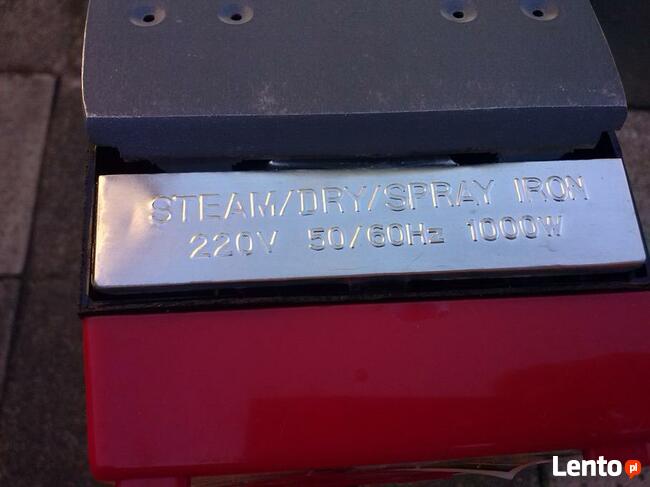 STEAM/DRY/SPRAY IRON
220V 50/60Hz 1000W
Lento.pl